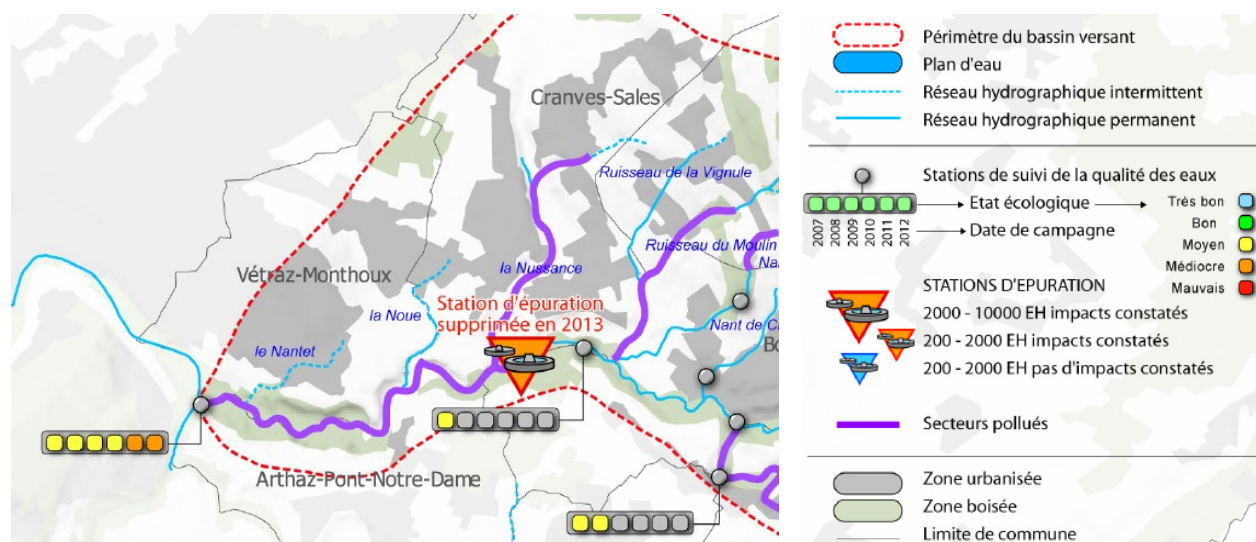 Cranves-Sales
Ruisseau de la Vignule
Ruisseau du Moulin
la Nussance
Vétraz-Monthoux
Station d'épuration
supprimée en 2013
la Noue
le Nantet
Arthaz-Pont-Notre-Dame
Périmètre du bassin versant
Plan d'eau
Réseau hydrographique intermittent
Réseau hydrographique permanent
Stations de suivi de la qualité des eaux
Etat écologique
Date de campagne
2007
2008
2009
2010
2011
2012
Très bon
Bon
Moyen
Médiocre
Mauvais
STATIONS D'EPURATION
2000 - 10000 EH impacts constatés
200 - 2000 EH impacts constatés
200 - 2000 EH pas d'impacts constatés
Secteurs pollués
Zone urbanisée
Zone boisée
Limite de commune